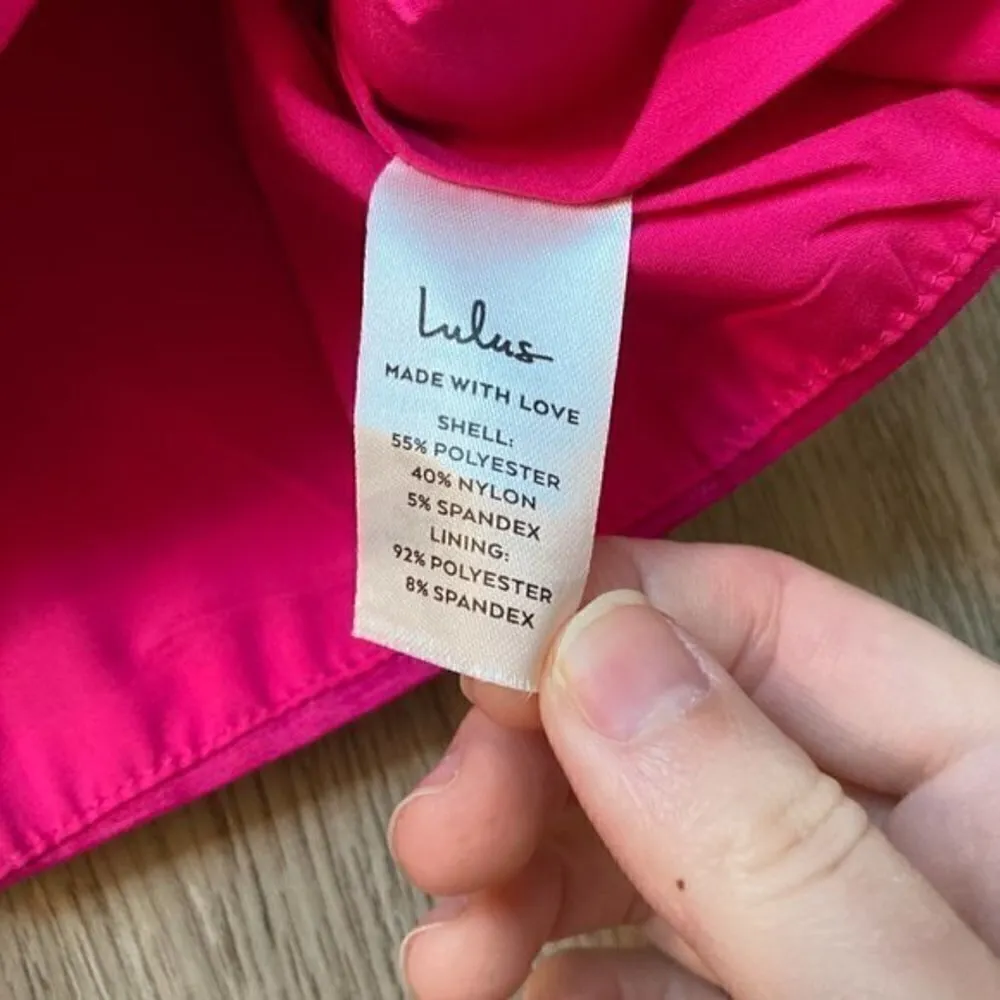 Lulus
MADE WITH LOVE
SHELL:
55% POLYESTER
40% NYLON
5% SPANDEX
LINING:
92% POLYESTER
8% SPANDEX